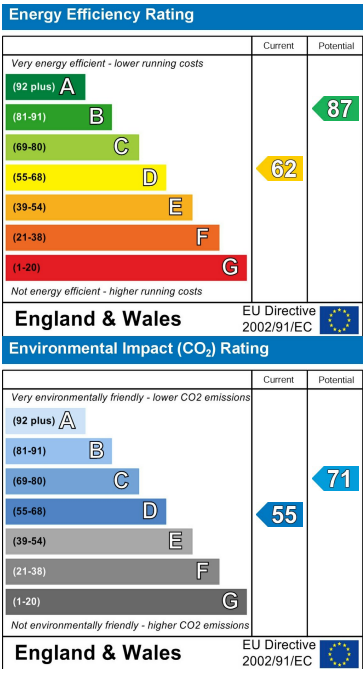 Energy Efficiency Rating
Current Potential
Very energy efficient - lower running costs
(92 plus) A
(81-91) B
87
(69-80) C
(55-68) D
62
(39-54) E
(21-38) F
(1-20) G
Not energy efficient - higher running costs
England & Wales
EU Directive
2002/91/EC
Environmental Impact (CO₂) Rating
Current Potential
Very environmentally friendly - lower CO2 emissions
(92 plus) A
(81-91) B
(69-80) C
71
(55-68) D
55
(39-54) E
(21-38) F
(1-20) G
Not environmentally friendly - higher CO2 emissions
England & Wales
EU Directive
2002/91/EC